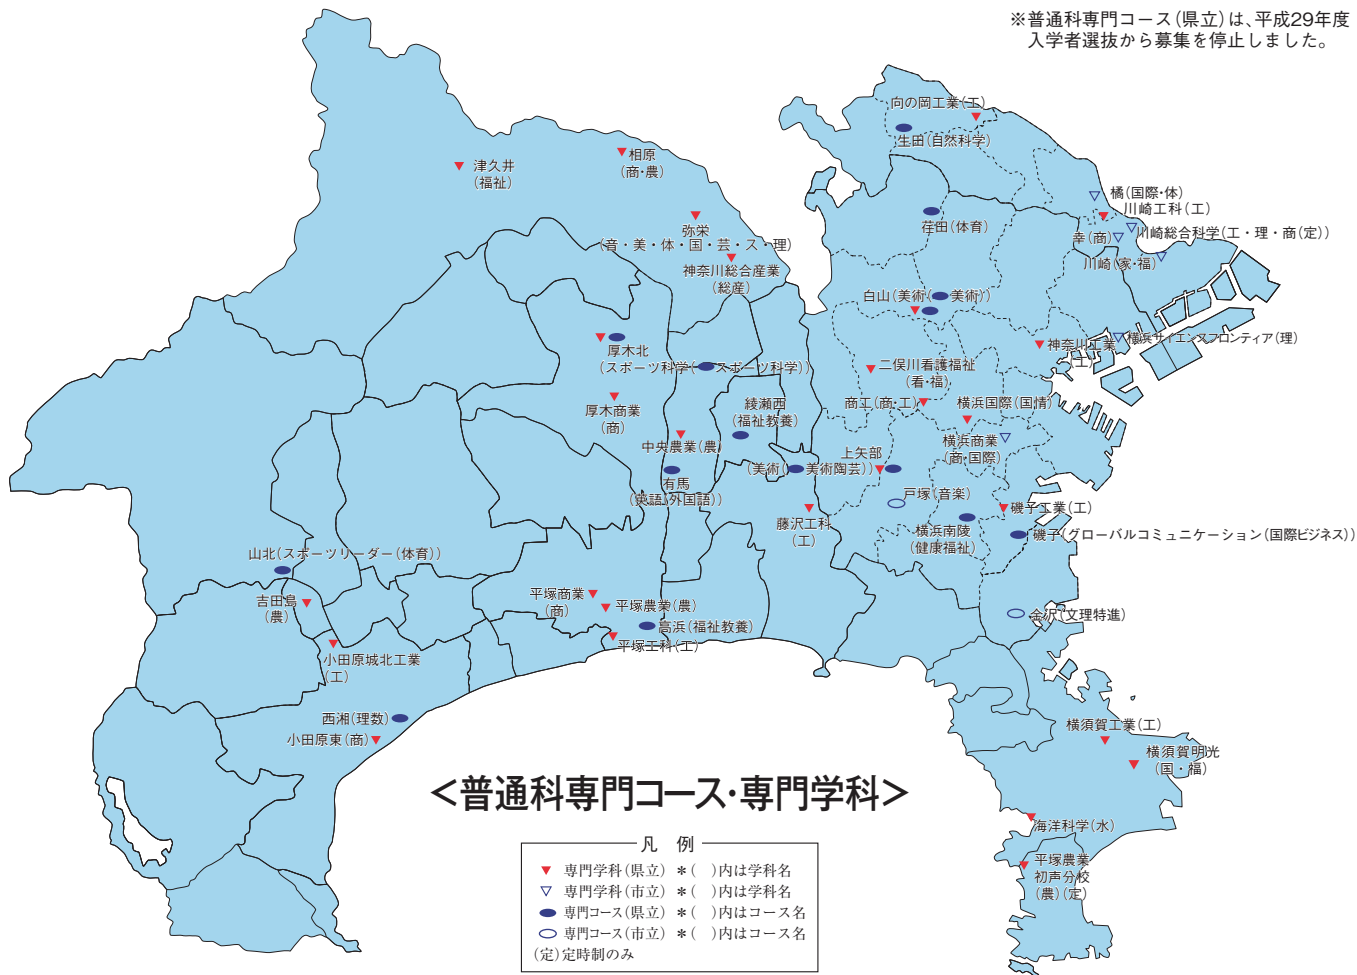 ※普通科専門コース(県立)は、平成29年度
入学者選抜から募集を停止しました。
向の岡工業(工)
生田(自然科学)
相原
(商・農)
津久井
(福祉)
橘(国際・体)
川崎工科(工)
荏田(体育)
弥栄
(音・美・体・国・芸・ス・理)
幸(商)
川崎総合科学(工・理・商(定))
川崎(家・福)
神奈川総合産業
(総産)
白山(美術(美術))
横浜サイエンスフロンティア(理)
神奈川工業
(工)
厚木北
(スポーツ科学(スポーツ科学))
二俣川看護福祉
(看・福)
厚木商業
(商)
綾瀬西
(福祉教養)
商工(商・工)
横浜国際(国情)
中央農業(農)
横浜商業
(商・国際)
上矢部
(美術(美術陶芸))
有馬
(英語(外国語))
戸塚(音楽)
藤沢工科
(工)
磯子工業(工)
横浜南陵
(健康福祉)
磯子(グローバルコミュニケーション(国際ビジネス))
山北(スポーツリーダー(体育))
吉田島
(農)
平塚商業
(商)
平塚農業(農)
高浜(福祉教養)
平塚工科(工)
金沢(文理特進)
小田原城北工業
(工)
西湘(理数)
小田原東(商)
横須賀工業(工)
横須賀明光
(国・福)
海洋科学(水)
平塚農業
初声分校
(農)(定)
<普通科専門コース・専門学科>
凡 例
専門学科(県立) *( )内は学科名
専門学科(市立) *( )内は学科名
専門コース(県立) *( )内はコース名
専門コース(市立) *( )内はコース名
(定)定時制のみ